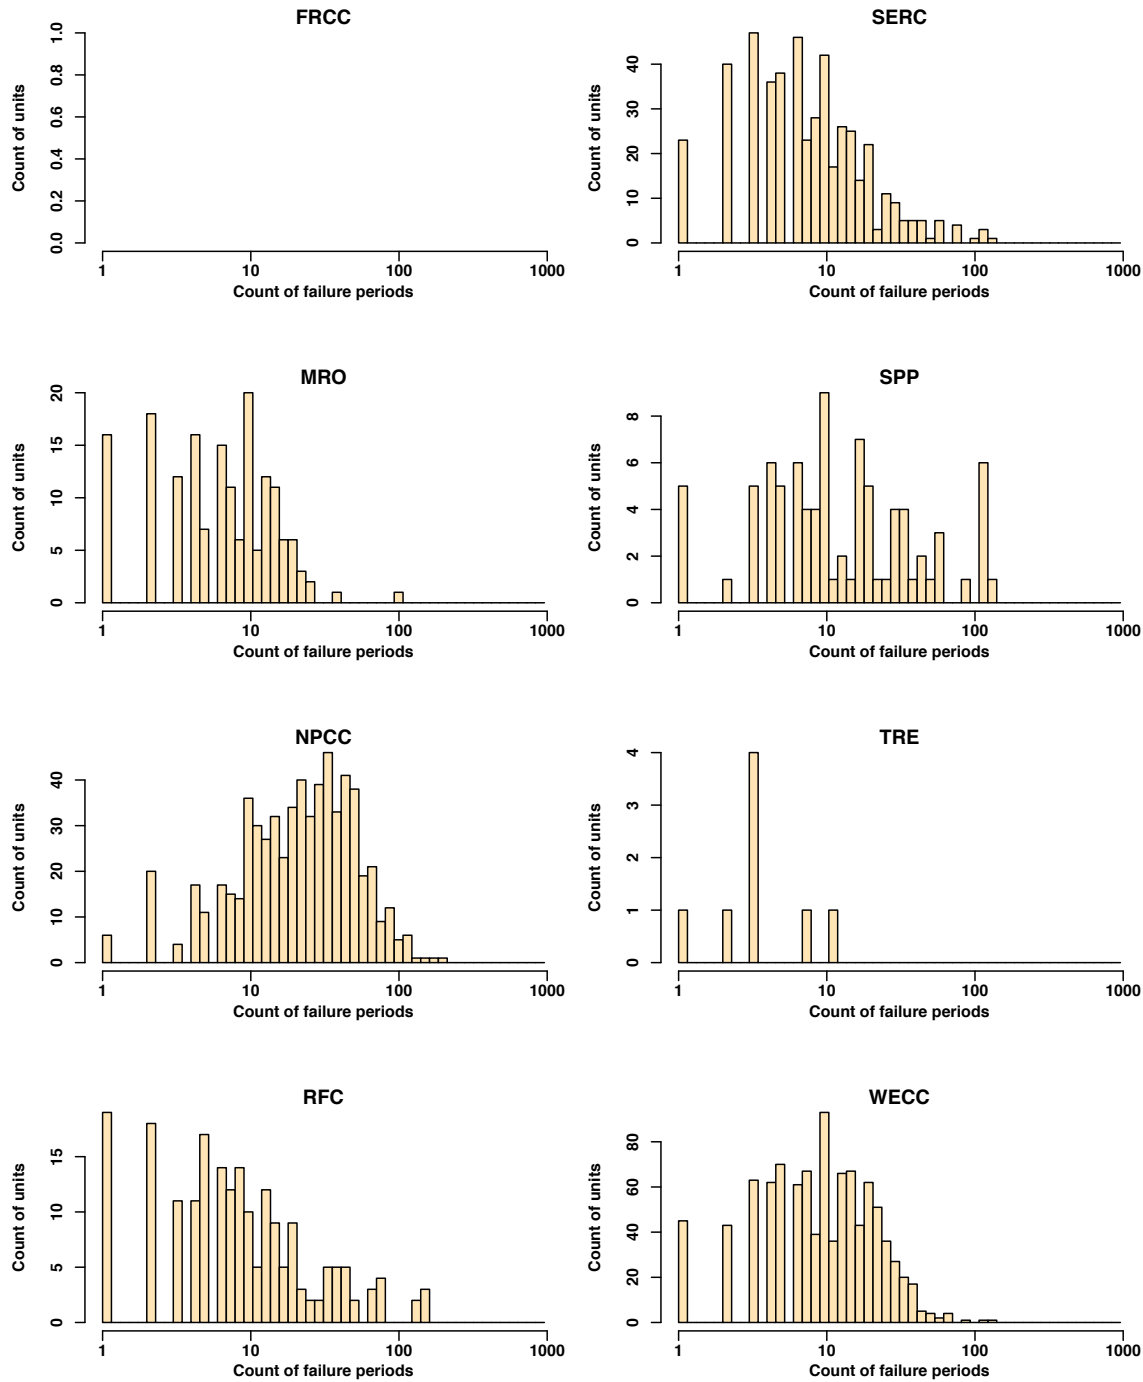 FRCC
Count of units
0.0 0.2 0.4 0.6 0.8 1.0
1 10 100 1000
Count of failure periods
SERC
Count of units
0 10 20 30 40
1 10 100 1000
Count of failure periods
MRO
Count of units
0 5 10 15 20
1 10 100 1000
Count of failure periods
SPP
Count of units
0 2 4 6 8
1 10 100 1000
Count of failure periods
NPCC
Count of units
0 10 20 30 40
1 10 100 1000
Count of failure periods
TRE
Count of units
0 1 2 3 4
1 10 100 1000
Count of failure periods
RFC
Count of units
0 5 10 15
1 10 100 1000
Count of failure periods
WECC
Count of units
0 20 40 60 80
1 10 100 1000
Count of failure periods